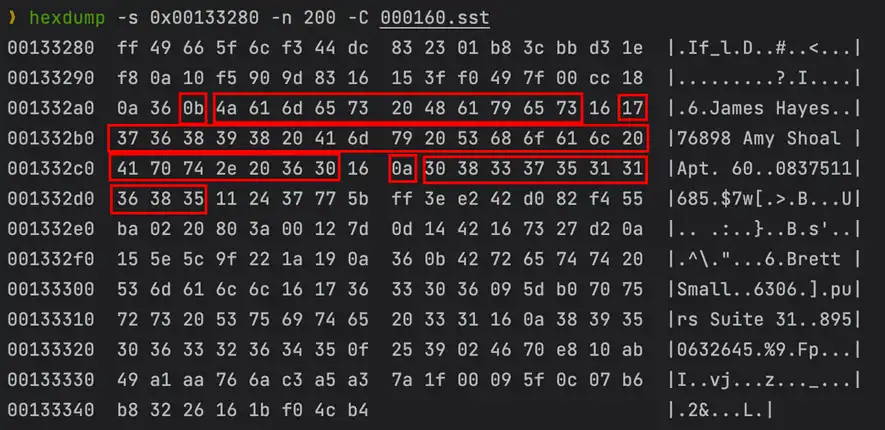 ❯ hexdump -s 0x00133280 -n 200 -C 000160.sst
00133280  ff 49 66 5f 6c f3 44 dc  83 23 01 b8 3c bb d3 1e  |.If_l.D..#..<...|
00133290  f8 0a 10 f5 90 9d 83 16  15 3f f0 49 7f 00 cc 18  |.........?.I....|
001332a0  0a 36 0b 4a 61 6d 65 73  20 48 61 79 65 73 16 17  |.6.James Hayes..|
001332b0  37 36 38 39 38 20 41 6d  79 20 53 68 6f 61 6c 20  |76898 Amy Shoal |
001332c0  41 70 74 2e 20 36 30 16  0a 30 38 33 37 35 31 31  |Apt. 60..0837511|
001332d0  36 38 35 11 24 37 77 5b  ff 3e e2 42 d0 82 f4 55  |685.$7w[.>.B...U|
001332e0  ba 02 20 80 3a 00 12 7d  0d 14 42 16 73 27 d2 0a  |.. .:..}..B.s'..|
001332f0  15 5e 5c 9f 22 1a 19 0a  36 0b 42 72 65 74 74 20  |.^\."...6.Brett |
00133300  53 6d 61 6c 6c 16 17 36  33 30 36 09 5d b0 70 75  |Small..6306.].pu|
00133310  72 73 20 53 75 69 74 65  20 33 31 16 0a 38 39 35  |rs Suite 31..895|
00133320  30 36 33 32 36 34 35 0f  25 39 02 46 70 e8 10 ab  |0632645.%9.Fp...|
00133330  49 a1 aa 76 6a c3 a5 a3  7a 1f 00 09 5f 0c 07 b6  |I..vj...z..._...|
00133340  b8 32 26 16 1b f0 4c b4                           |.2&...L.|